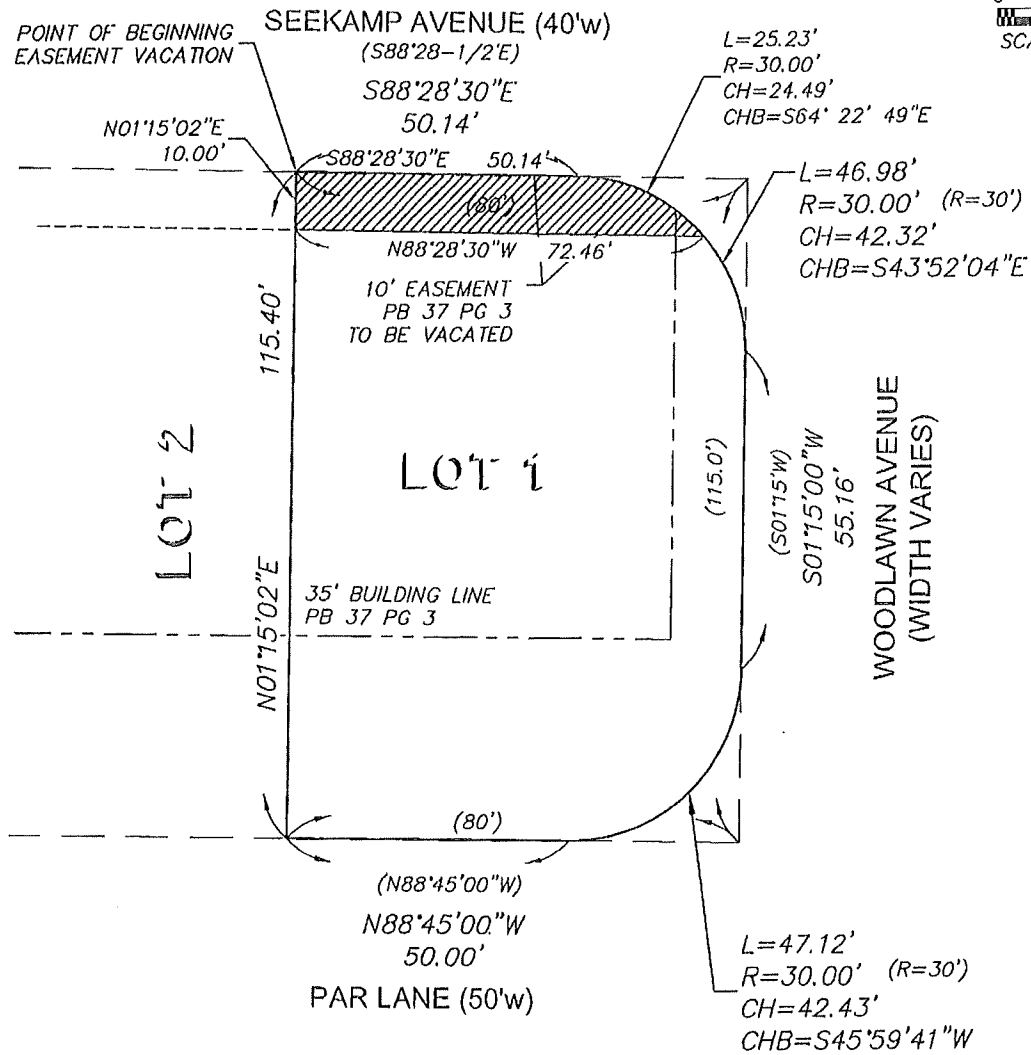 SEEKAMP AVENUE (40'w)
(S88°28-1/2'E)
S88°28'30"E
50.14'
POINT OF BEGINNING
EASEMENT VACATION
N01°15'02"E
10.00'
L=25.23'
R=30.00'
CH=24.49'
CHB=S64° 22' 49"E
S88°28'30"E 50.14'
(80')
N88°28'30"W 72.46'
10' EASEMENT
PB 37 PG 3
TO BE VACATED
L=46.98'
R=30.00' (R=30')
CH=42.32'
CHB=S43°52'04"E
115.40'
N01°15'02"E
LOT 2
LOT 1
(115.0')
(S01°15'W)
S01°15'00"W
55.16'
WOODLAWN AVENUE
(WIDTH VARIES)
35' BUILDING LINE
PB 37 PG 3
(80')
(N88°45'00"W)
N88°45'00"W
50.00'
PAR LANE (50'w)
L=47.12'
R=30.00' (R=30')
CH=42.43'
CHB=S45°59'41"W